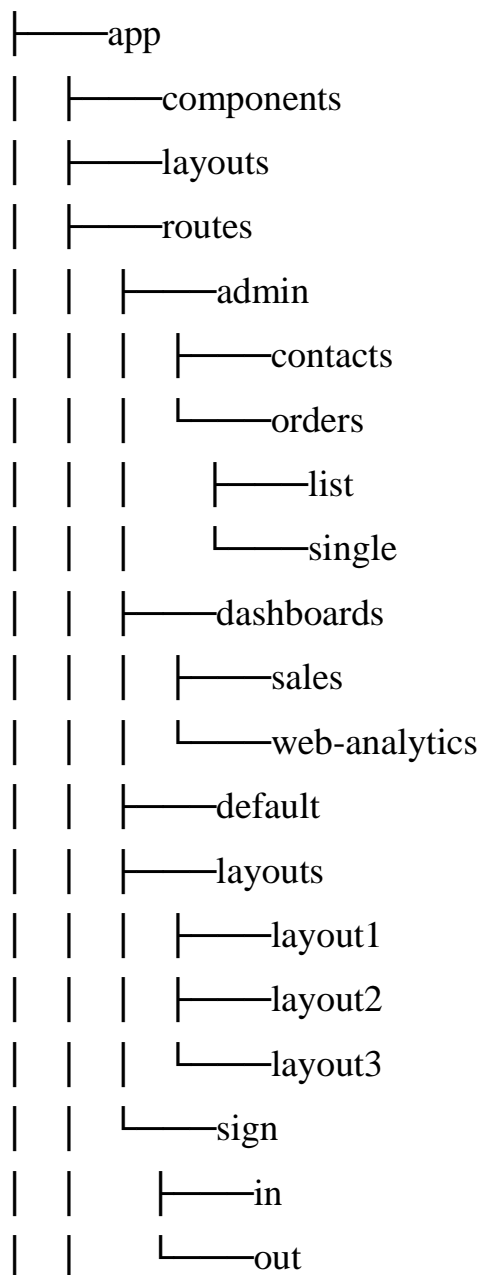 ├───app
│ ├───components
│ ├───layouts
│ ├───routes
│ │ ├───admin
│ │ │ ├───contacts
│ │ │ └───orders
│ │ │ ├───list
│ │ │ └───single
│ │ ├───dashboards
│ │ │ ├───sales
│ │ │ └───web-analytics
│ │ ├───default
│ │ ├───layouts
│ │ │ ├───layout1
│ │ │ ├───layout2
│ │ │ └───layout3
│ │ └───sign
│ │ ├───in
│ │ └───out